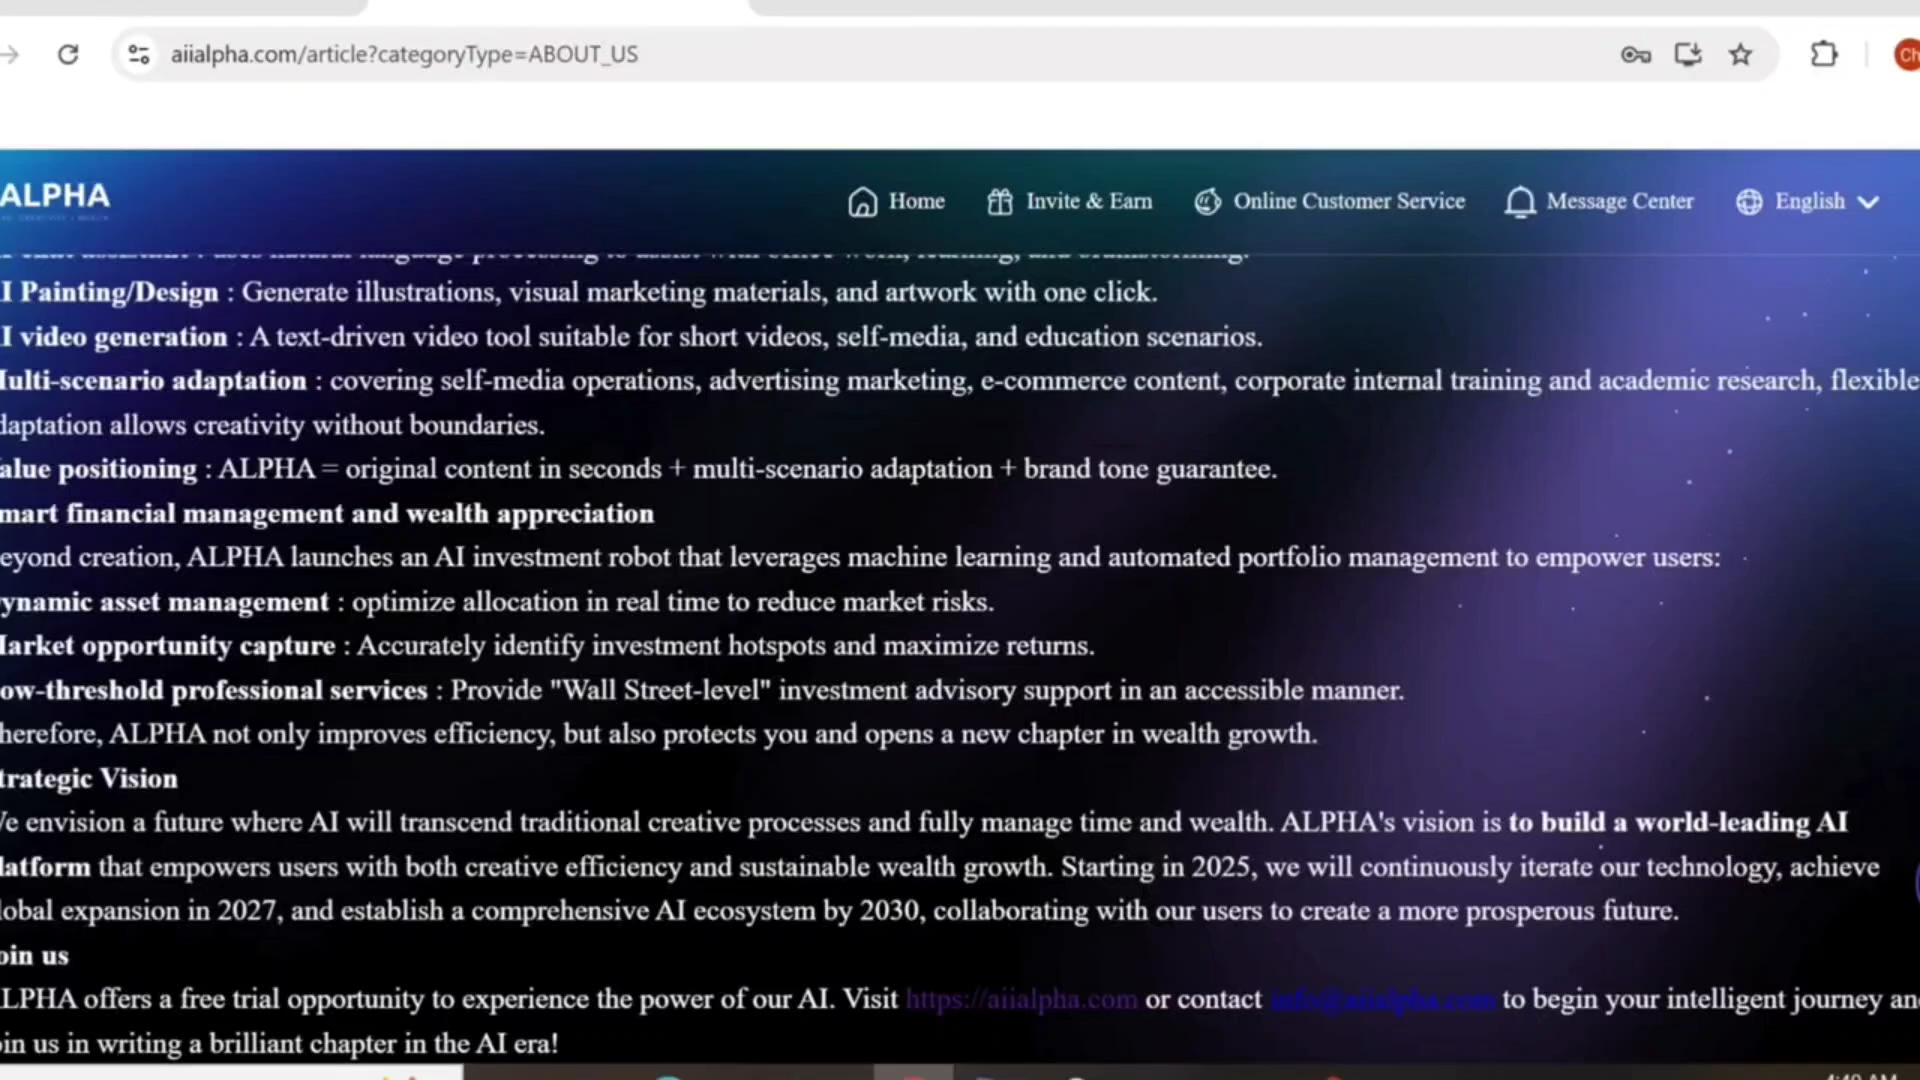 aiialpha.com/article?categoryType=ABOUT_US
Ch
ALPHA
Home
Invite & Earn
Online Customer Service
Message Center
English
I Painting/Design : Generate illustrations, visual marketing materials, and artwork with one click.
I video generation : A text-driven video tool suitable for short videos, self-media, and education scenarios.
ulti-scenario adaptation : covering self-media operations, advertising marketing, e-commerce content, corporate internal training and academic research, flexible
daptation allows creativity without boundaries.
alue positioning : ALPHA = original content in seconds + multi-scenario adaptation + brand tone guarantee.
mart financial management and wealth appreciation
eyond creation, ALPHA launches an AI investment robot that leverages machine learning and automated portfolio management to empower users:
ynamic asset management : optimize allocation in real time to reduce market risks.
arket opportunity capture : Accurately identify investment hotspots and maximize returns.
ow-threshold professional services : Provide "Wall Street-level" investment advisory support in an accessible manner.
herefore, ALPHA not only improves efficiency, but also protects you and opens a new chapter in wealth growth.
trategic Vision
e envision a future where AI will transcend traditional creative processes and fully manage time and wealth. ALPHA's vision is to build a world-leading AI
latform that empowers users with both creative efficiency and sustainable wealth growth. Starting in 2025, we will continuously iterate our technology, achieve
lobal expansion in 2027, and establish a comprehensive AI ecosystem by 2030, collaborating with our users to create a more prosperous future.
oin us
LPHA offers a free trial opportunity to experience the power of our AI. Visit https://aiialpha.com or contact info@aiialpha.com to begin your intelligent journey an
oin us in writing a brilliant chapter in the AI era!